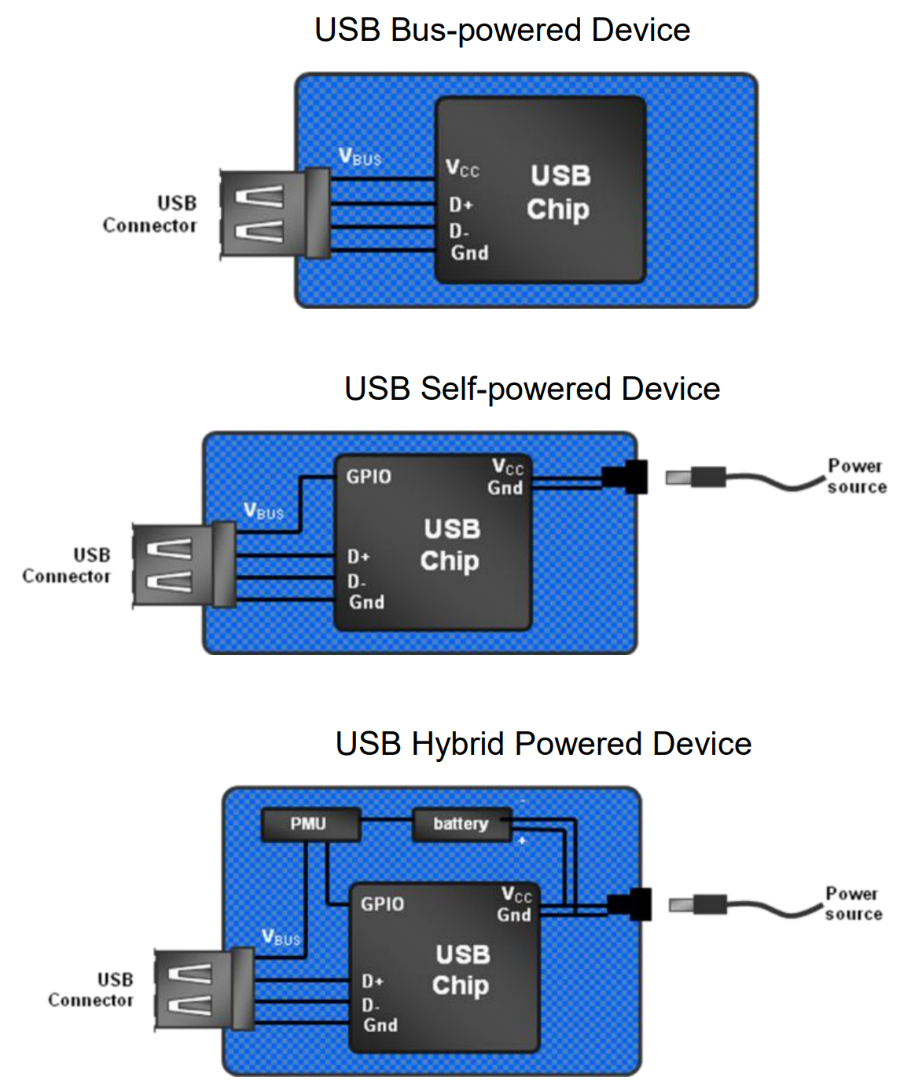 USB Bus-powered Device
VBUS
VCC
USB
Chip
USB
Connector
D+
D-
Gnd
USB Self-powered Device
GPIO
VCC
Gnd
Power
source
VBUS
USB
Chip
USB
Connector
D+
D-
Gnd
USB Hybrid Powered Device
-
PMU
battery
+
GPIO
VCC
Gnd
Power
source
VBUS
USB
Chip
USB
Connector
D+
D-
Gnd